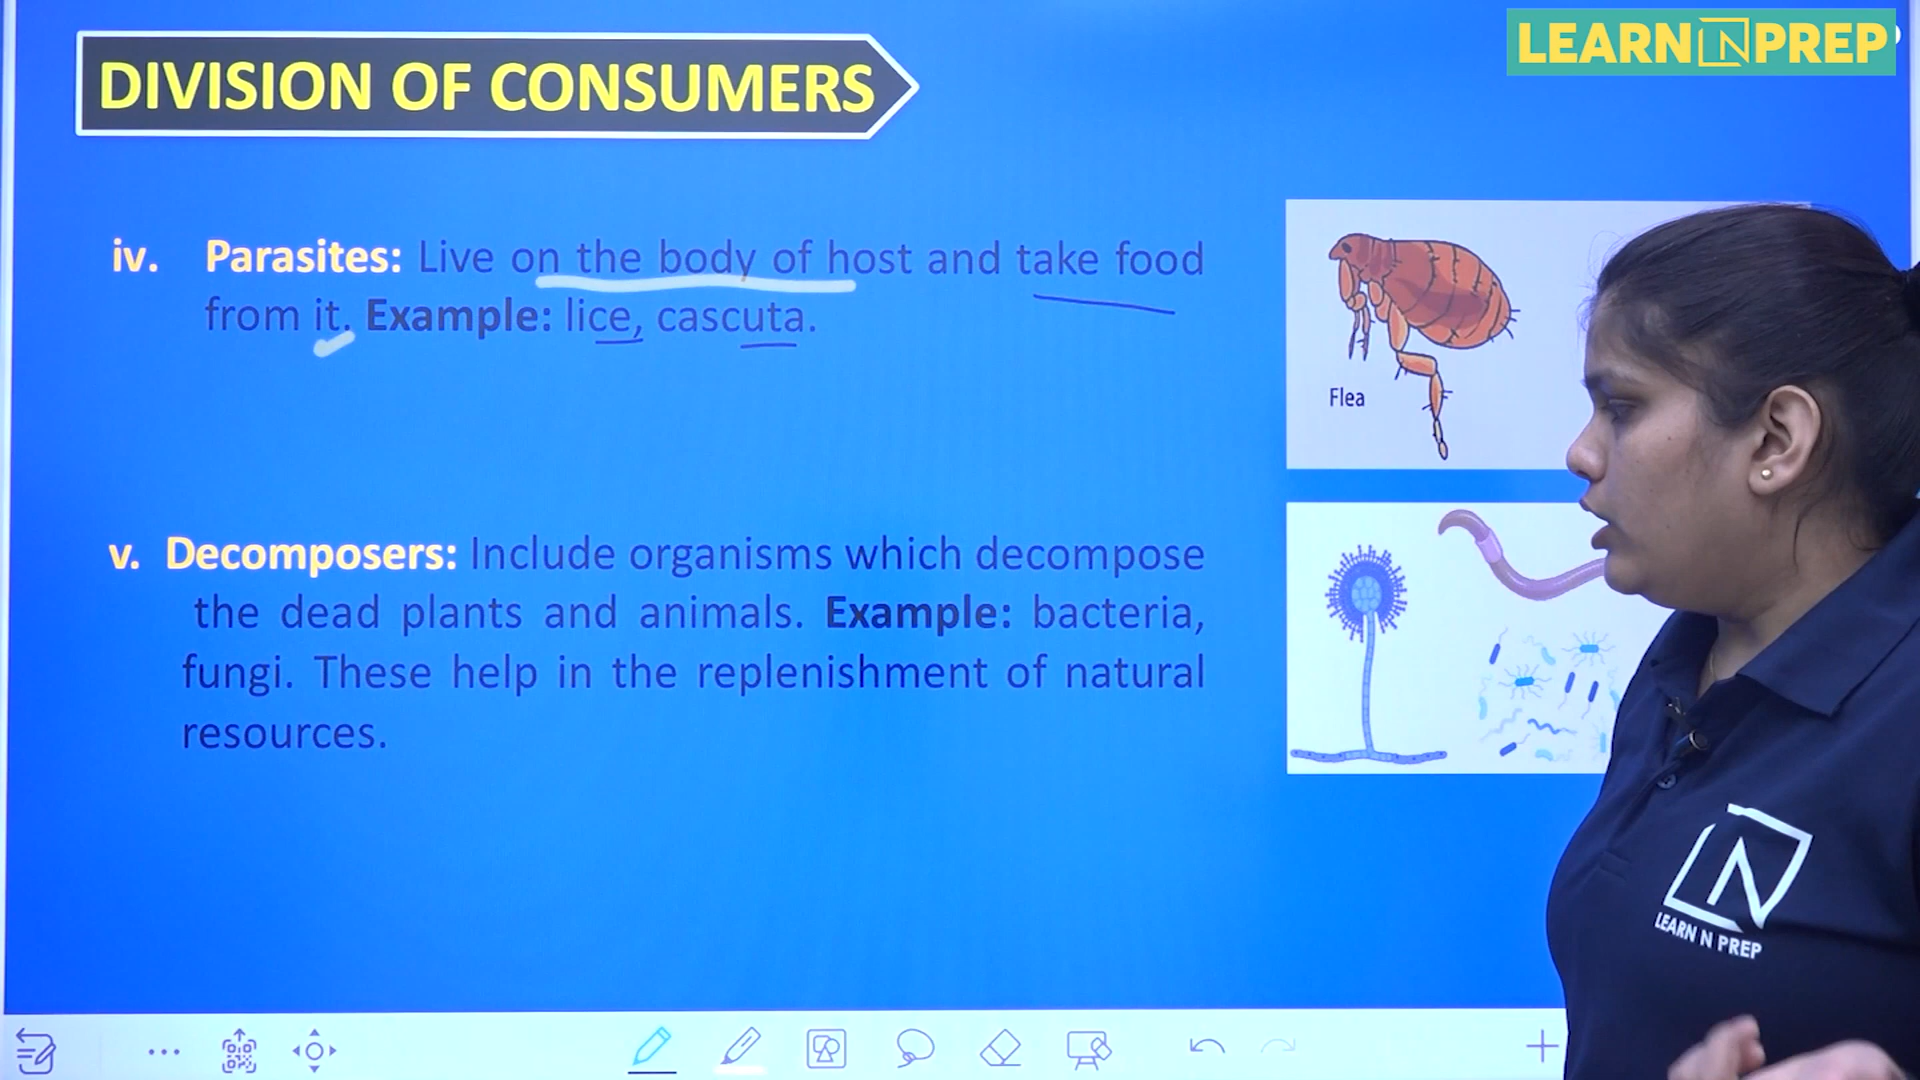 LEARN N PREP
DIVISION OF CONSUMERS
iv. Parasites: Live on the body of host and take food
from it. Example: lice, cascuta.
Flea
v. Decomposers: Include organisms which decompose
the dead plants and animals. Example: bacteria,
fungi. These help in the replenishment of natural
resources.
N
LEARN N PREP